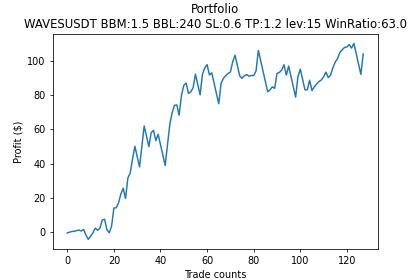 Portfolio
WAVESUSDT BBM:1.5 BBL:240 SL:0.6 TP:1.2 lev:15 WinRatio:63.0
100
80
60
40
20
0
Profit ($)
0 20 40 60 80 100 120
Trade counts